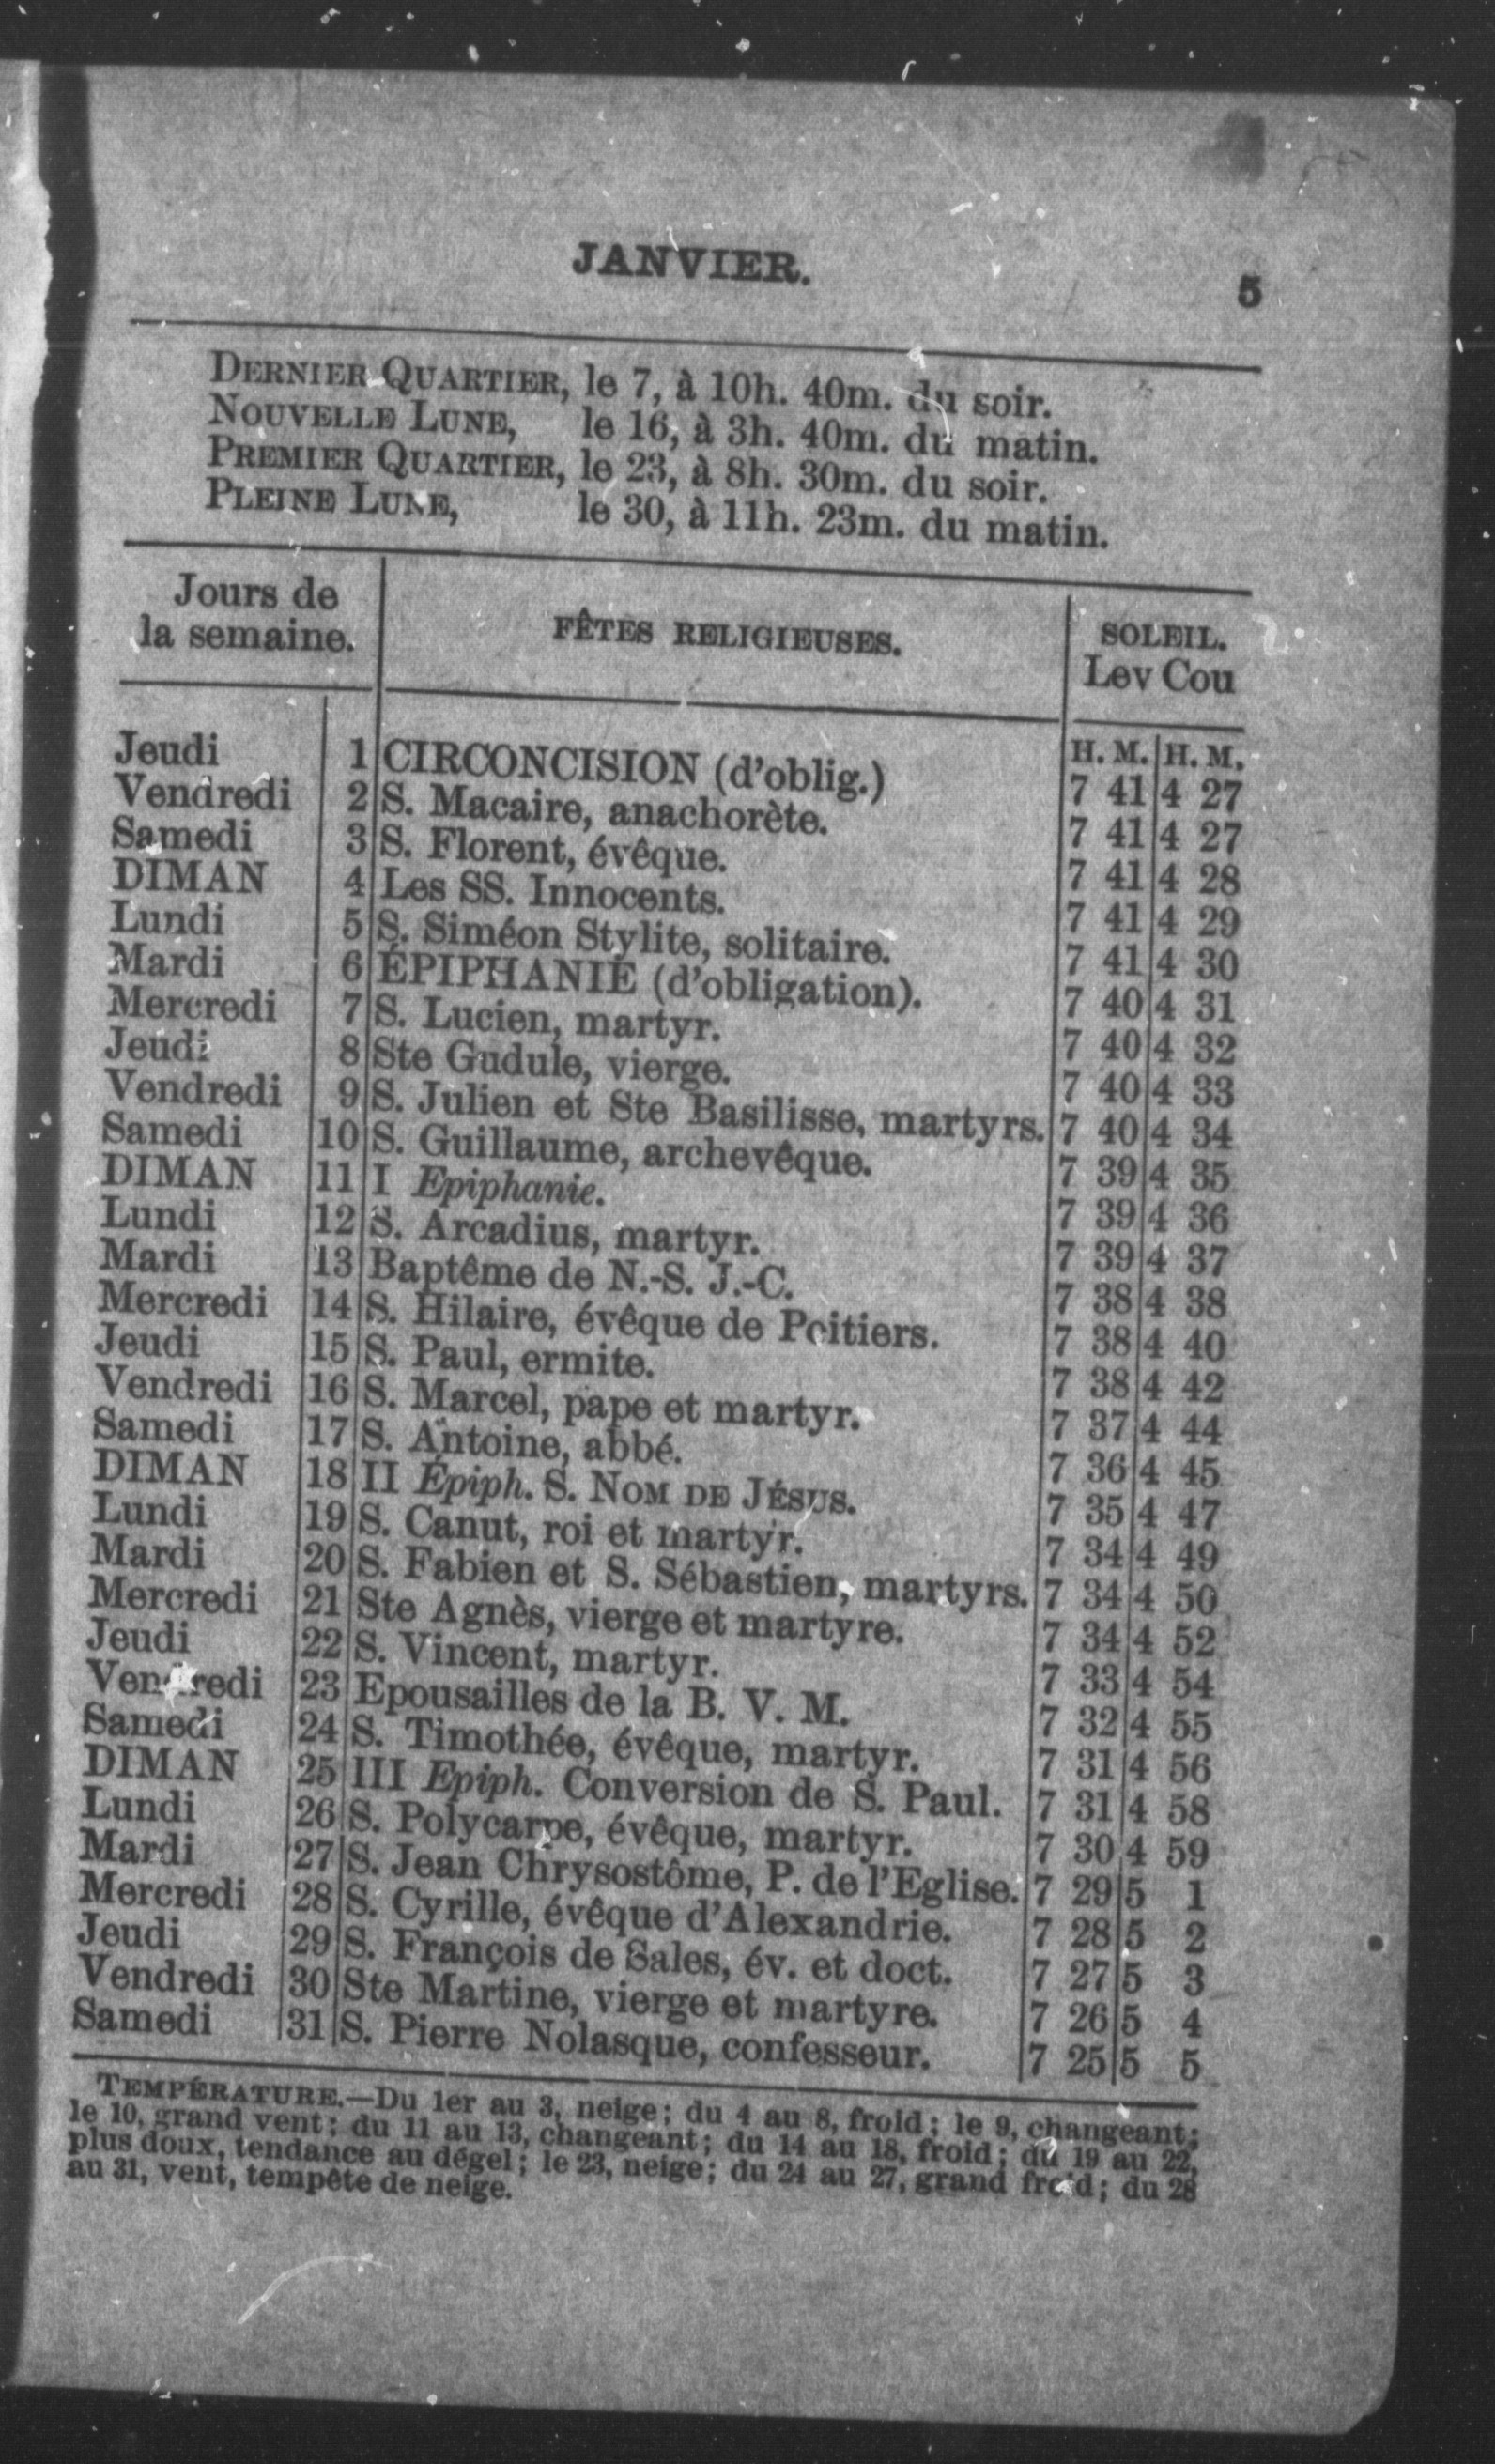 JANVIER.
5
DERNIER QUARTIER, le 7, à 10h. 40m. du soir.
NOUVELLE LUNE, le 16, à 3h. 40m. du matin.
PREMIER QUARTIER, le 23, à 8h. 30m. du soir.
PLEINE LUNE, le 30, à 11h. 23m. du matin.
Jours de la semaine. FÊTES RELIGIEUSES. SOLEIL.
Lev Cou
H. M. H. M.
Jeudi 1 CIRCONCISION (d'oblig.) 7 41 4 27
Vendredi 2 S. Macaire, anachorète. 7 41 4 27
Samedi 3 S. Florent, évêque. 7 41 4 28
DIMAN 4 Les SS. Innocents. 7 41 4 29
Lundi 5 S. Siméon Stylite, solitaire. 7 41 4 30
Mardi 6 ÉPIPHANIE (d'obligation). 7 40 4 31
Mercredi 7 S. Lucien, martyr. 7 40 4 32
Jeudi 8 Ste Gudule, vierge. 7 40 4 33
Vendredi 9 S. Julien et Ste Basilisse, martyrs. 7 40 4 34
Samedi 10 S. Guillaume, archevêque. 7 39 4 35
DIMAN 11 I Epiphanie. 7 39 4 36
Lundi 12 S. Arcadius, martyr. 7 39 4 37
Mardi 13 Baptême de N.-S. J.-C. 7 38 4 38
Mercredi 14 S. Hilaire, évêque de Poitiers. 7 38 4 40
Jeudi 15 S. Paul, ermite. 7 38 4 42
Vendredi 16 S. Marcel, pape et martyr. 7 37 4 44
Samedi 17 S. Antoine, abbé. 7 36 4 45
DIMAN 18 II Épiph. S. NOM DE JÉSUS. 7 35 4 47
Lundi 19 S. Canut, roi et martyr. 7 34 4 49
Mardi 20 S. Fabien et S. Sébastien, martyrs. 7 34 4 50
Mercredi 21 Ste Agnès, vierge et martyre. 7 34 4 52
Jeudi 22 S. Vincent, martyr. 7 33 4 54
Vendredi 23 Epousailles de la B. V. M. 7 32 4 55
Samedi 24 S. Timothée, évêque, martyr. 7 31 4 56
DIMAN 25 III Epiph. Conversion de S. Paul. 7 31 4 58
Lundi 26 S. Polycarpe, évêque, martyr. 7 30 4 59
Mardi 27 S. Jean Chrysostôme, P. de l'Eglise. 7 29 5 1
Mercredi 28 S. Cyrille, évêque d'Alexandrie. 7 28 5 2
Jeudi 29 S. François de Sales, év. et doct. 7 27 5 3
Vendredi 30 Ste Martine, vierge et martyre. 7 26 5 4
Samedi 31 S. Pierre Nolasque, confesseur. 7 25 5 5
TEMPÉRATURE.—Du 1er au 3, neige; du 4 au 8, froid; le 9, changeant;
le 10, grand vent; du 11 au 13, changeant; du 14 au 18, froid; du 19 au 22,
plus doux, tendance au dégel; le 23, neige; du 24 au 27, grand froid; du 28
au 31, vent, tempête de neige.